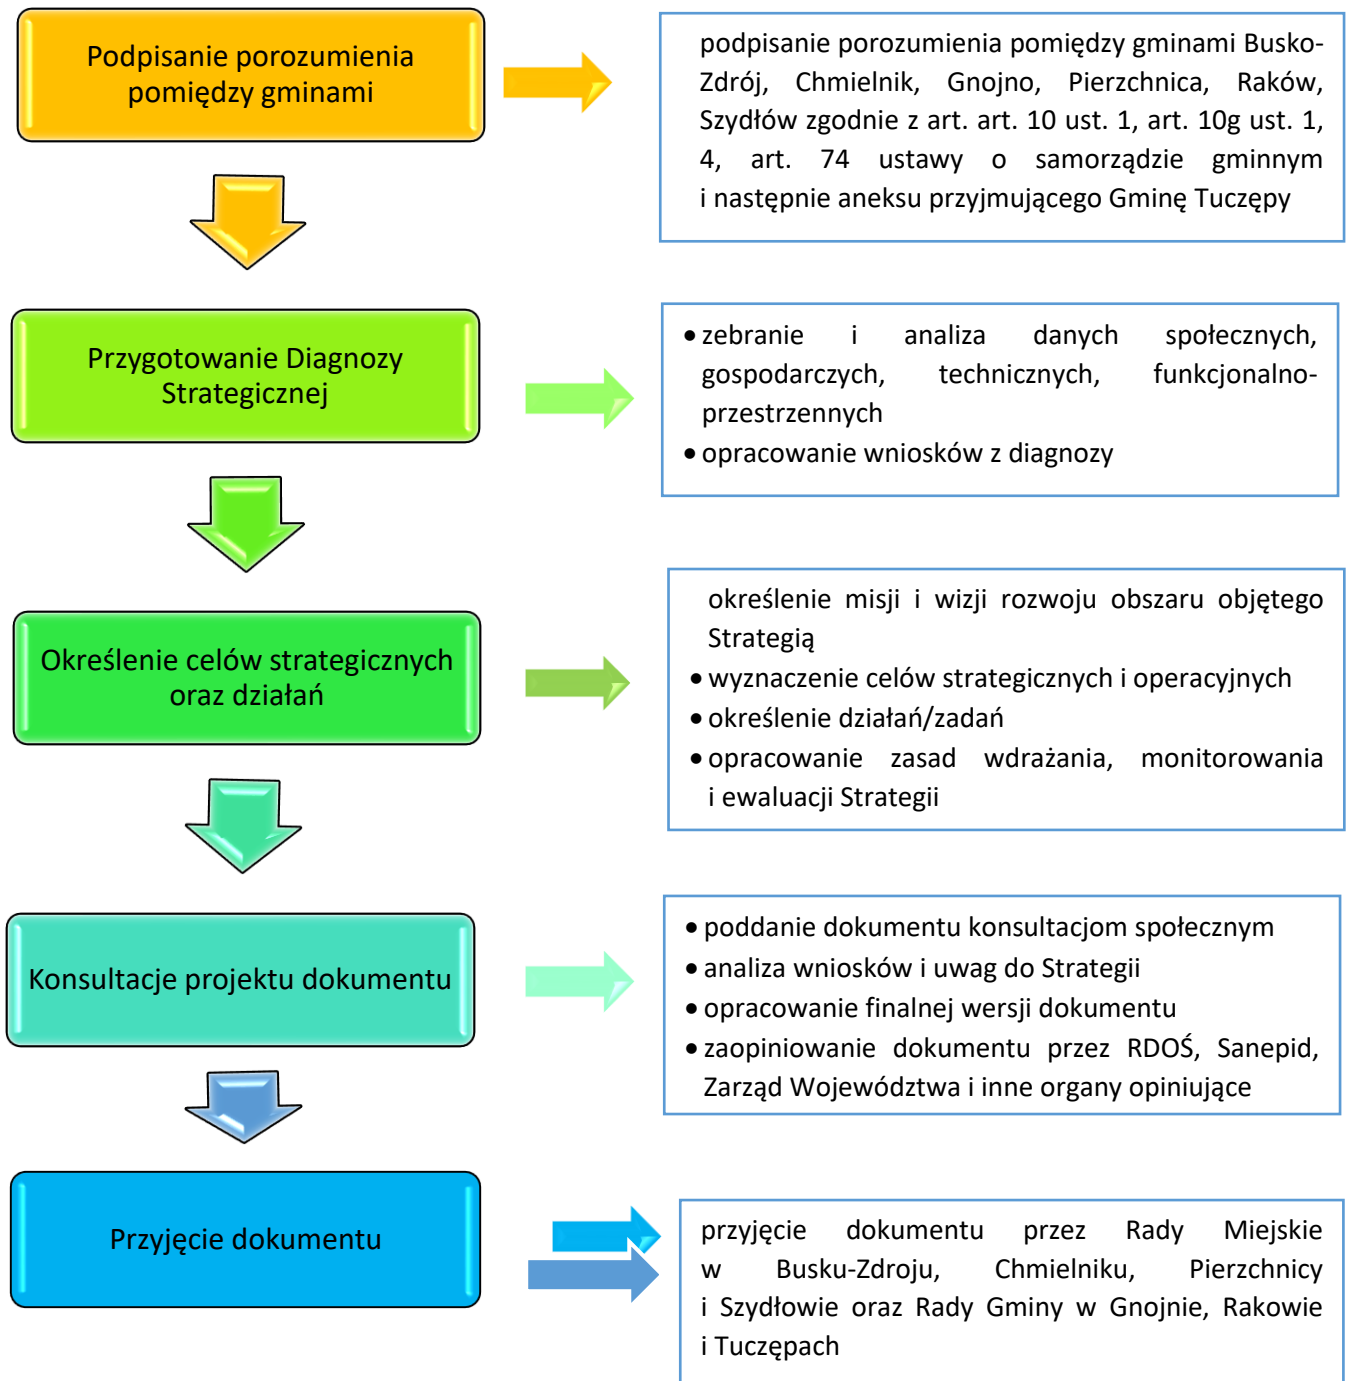 Podpisanie porozumienia
pomiędzy gminami
podpisanie porozumienia pomiędzy gminami Busko-
Zdrój, Chmielnik, Gnojno, Pierzchnica, Raków,
Szydłów zgodnie z art. art. 10 ust. 1, art. 10g ust. 1,
4, art. 74 ustawy o samorządzie gminnym
i następnie aneksu przyjmującego Gminę Tuczępy
Przygotowanie Diagnozy
Strategicznej
• zebranie i analiza danych społecznych,
gospodarczych, technicznych, funkcjonalno-
przestrzennych
• opracowanie wniosków z diagnozy
Określenie celów strategicznych
oraz działań
określenie misji i wizji rozwoju obszaru objętego
Strategią
• wyznaczenie celów strategicznych i operacyjnych
• określenie działań/zadań
• opracowanie zasad wdrażania, monitorowania
i ewaluacji Strategii
Konsultacje projektu dokumentu
• poddanie dokumentu konsultacjom społecznym
• analiza wniosków i uwag do Strategii
• opracowanie finalnej wersji dokumentu
• zaopiniowanie dokumentu przez RDOŚ, Sanepid,
Zarząd Województwa i inne organy opiniujące
Przyjęcie dokumentu
przyjęcie dokumentu przez Rady Miejskie
w Busku-Zdroju, Chmielniku, Pierzchnicy
i Szydłowie oraz Rady Gminy w Gnojnie, Rakowie
i Tuczępach